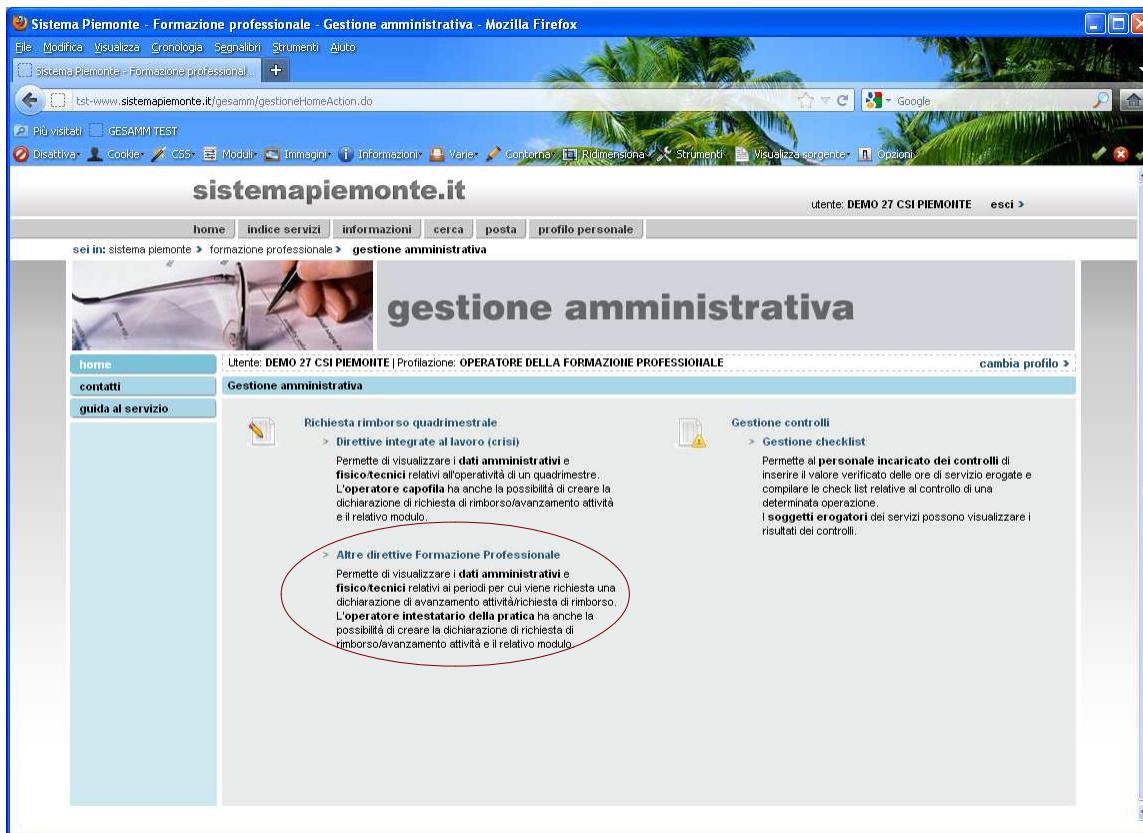 Sistema Piemonte - Formazione professionale - Gestione amministrativa - Mozilla Firefox
File Modifica Visualizza Cronologia Segnalibri Strumenti Aiuto
Sistema Piemonte - Formazione professional... +
tst-www.sistemapiemonte.it/gesamm/gestioneHomeAction.do
Google
Più visitati GESAMM TEST
Disattiva Cookie CSS Moduli Immagini Informazioni Varie Contorna Ridimensiona Strumenti Visualizza sorgente Opzioni
sistemapiemonte.it
utente: DEMO 27 CSI PIEMONTE esci >
home indice servizi informazioni cerca posta profilo personale
sei in: sistema piemonte > formazione professionale > gestione amministrativa
gestione amministrativa
home
Utente: DEMO 27 CSI PIEMONTE | Profilazione: OPERATORE DELLA FORMAZIONE PROFESSIONALE
cambia profilo >
contatti
Gestione amministrativa
guida al servizio
Richiesta rimborso quadrimestrale
> Direttive integrate al lavoro (crisi)
Permette di visualizzare i dati amministrativi e
fisico/tecnici relativi all'operatività di un quadrimestre.
L'operatore capofila ha anche la possibilità di creare la
dichiarazione di richiesta di rimborso/avanzamento attività
e il relativo modulo.
> Altre direttive Formazione Professionale
Permette di visualizzare i dati amministrativi e
fisico/tecnici relativi ai periodi per cui viene richiesta una
dichiarazione di avanzamento attività/richiesta di rimborso.
L'operatore intestatario della pratica ha anche la
possibilità di creare la dichiarazione di richiesta di
rimborso/avanzamento attività e il relativo modulo.
Gestione controlli
> Gestione checklist
Permette al personale incaricato dei controlli di
inserire il valore verificato delle ore di servizio erogate e
compilare le check list relative al controllo di una
determinata operazione.
I soggetti erogatori dei servizi possono visualizzare i
risultati dei controlli.